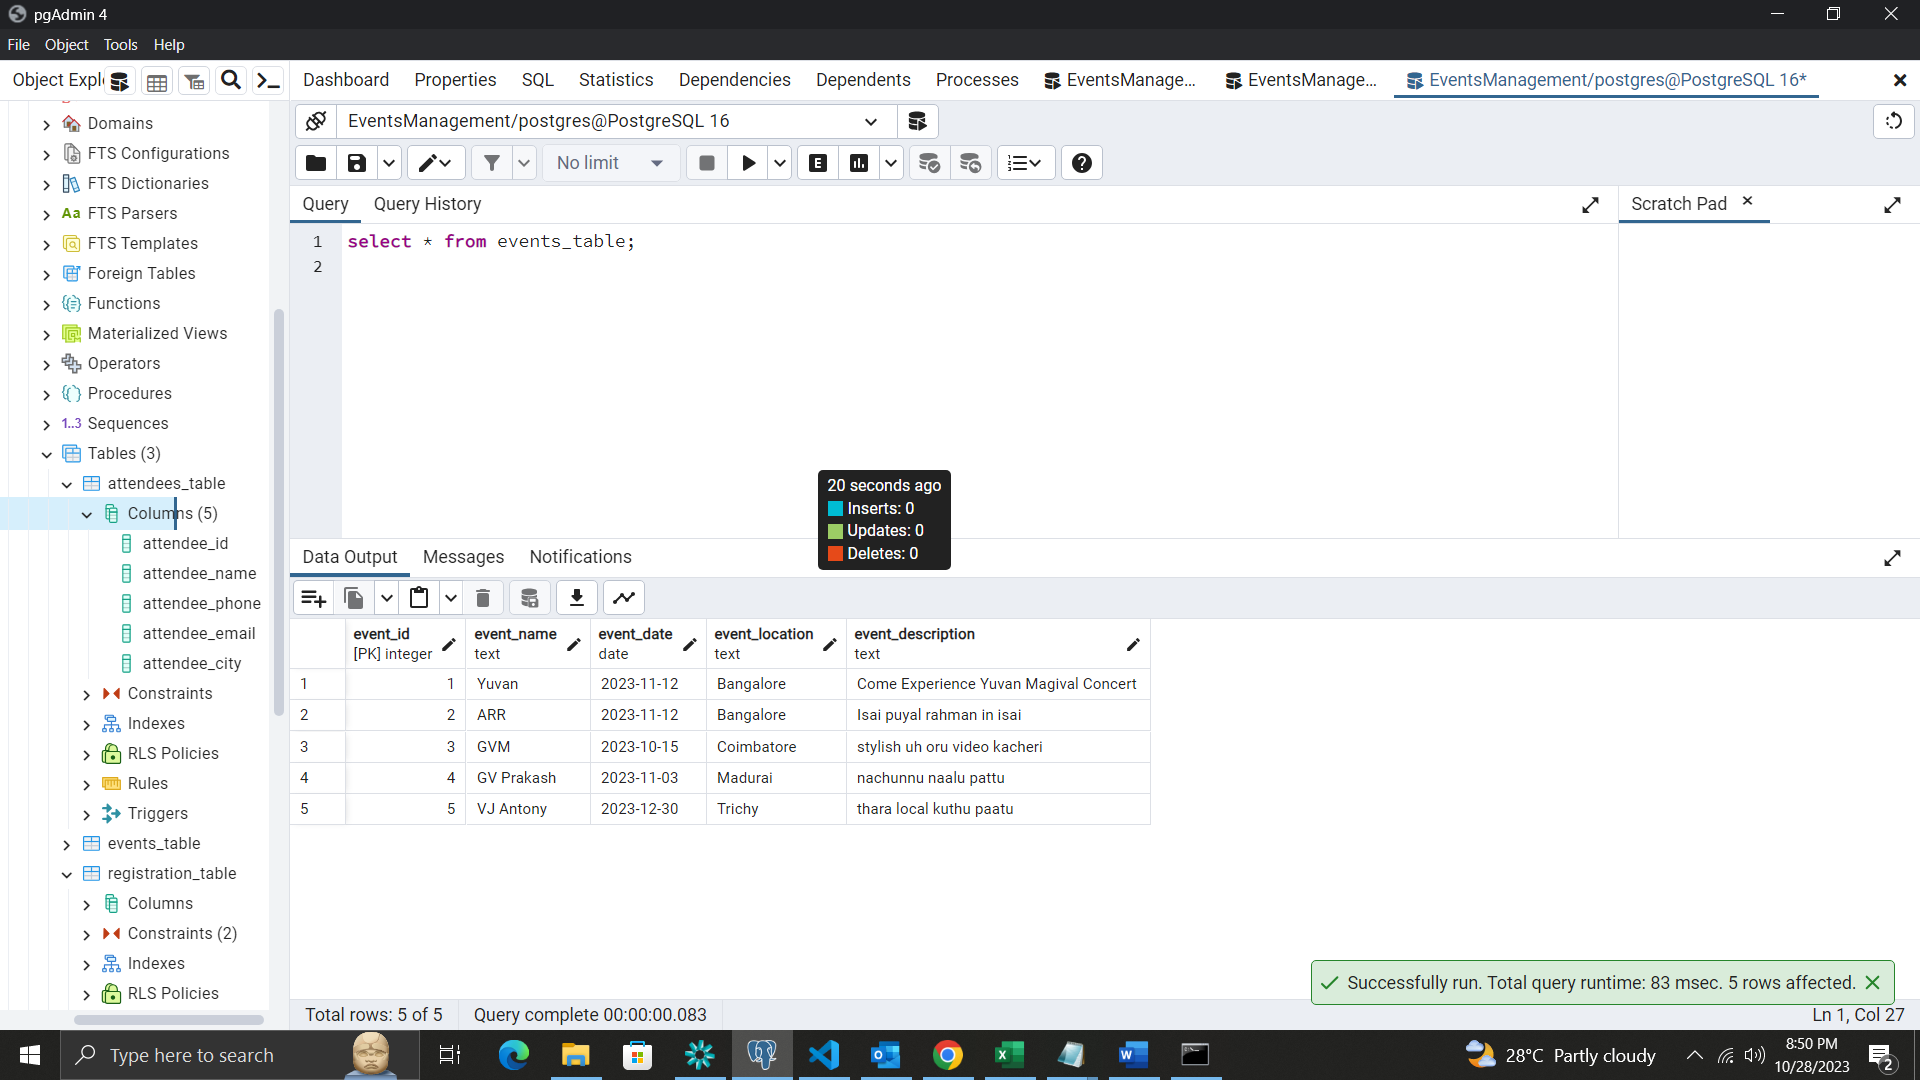 pgAdmin 4
File Object Tools Help
Object Expl
Dashboard Properties SQL Statistics Dependencies Dependents Processes EventsManage... EventsManage... EventsManagement/postgres@PostgreSQL 16*
EventsManagement/postgres@PostgreSQL 16
No limit
E
Query Query History
Scratch Pad
1 select * from events_table;
2
Domains
FTS Configurations
FTS Dictionaries
Aa FTS Parsers
FTS Templates
Foreign Tables
Functions
Materialized Views
Operators
Procedures
1..3 Sequences
Tables (3)
attendees_table
Columns (5)
attendee_id
attendee_name
attendee_phone
attendee_email
attendee_city
Constraints
Indexes
RLS Policies
Rules
Triggers
events_table
registration_table
Columns
Constraints (2)
Indexes
RLS Policies
20 seconds ago
Inserts: 0
Updates: 0
Deletes: 0
Data Output Messages Notifications
event_id event_name event_date event_location event_description
[PK] integer text date text text
1 1 Yuvan 2023-11-12 Bangalore Come Experience Yuvan Magival Concert
2 2 ARR 2023-11-12 Bangalore Isai puyal rahman in isai
3 3 GVM 2023-10-15 Coimbatore stylish uh oru video kacheri
4 4 GV Prakash 2023-11-03 Madurai nachunnu naalu pattu
5 5 VJ Antony 2023-12-30 Trichy thara local kuthu paatu
Successfully run. Total query runtime: 83 msec. 5 rows affected.
Total rows: 5 of 5 Query complete 00:00:00.083 Ln 1, Col 27
Type here to search
28°C Partly cloudy
8:50 PM
10/28/2023
2